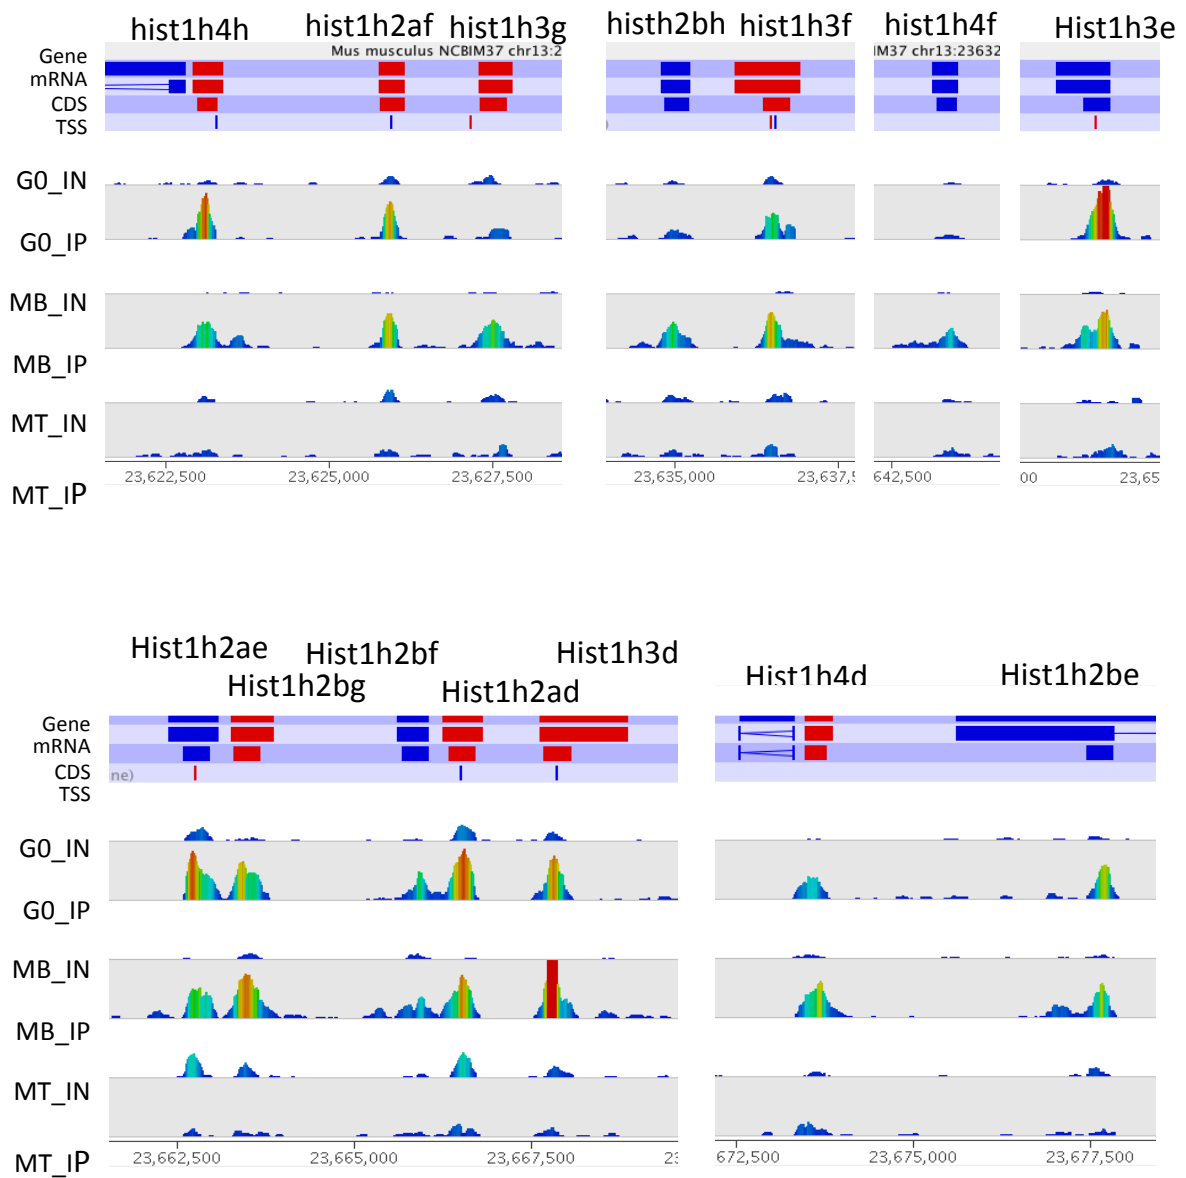 hist1h4h hist1h2af hist1h3g histh2bh hist1h3f hist1h4f Hist1h3e
Mus musculus NCBIM37 chr13:2 IM37 chr13:23632
Gene
mRNA
CDS
TSS
G0_IN
G0_IP
MB_IN
MB_IP
MT_IN
MT_IP
23,622,500 23,625,000 23,627,500 23,635,000 23,637,5 642,500 00 23,65
Hist1h2ae Hist1h2bf Hist1h3d
Hist1h2bg Hist1h2ad Hist1h4d Hist1h2be
Gene
mRNA
CDS
TSS
ne)
G0_IN
G0_IP
MB_IN
MB_IP
MT_IN
MT_IP
23,662,500 23,665,000 23,667,500 23 672,500 23,675,000 23,677,500